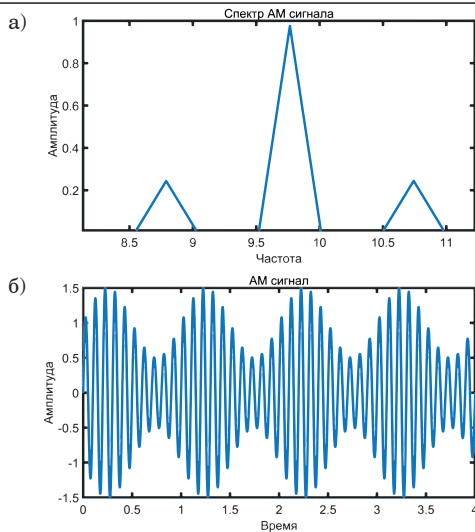 а)
Спектр АМ сигнала
1
0.8
0.6
0.4
0.2
Амплитуда
8.5 9 9.5 10 10.5 11
Частота
б)
АМ сигнал
1.5
1
0.5
0
-0.5
-1
-1.5
Амплитуда
0 0.5 1 1.5 2 2.5 3 3.5 4
Время